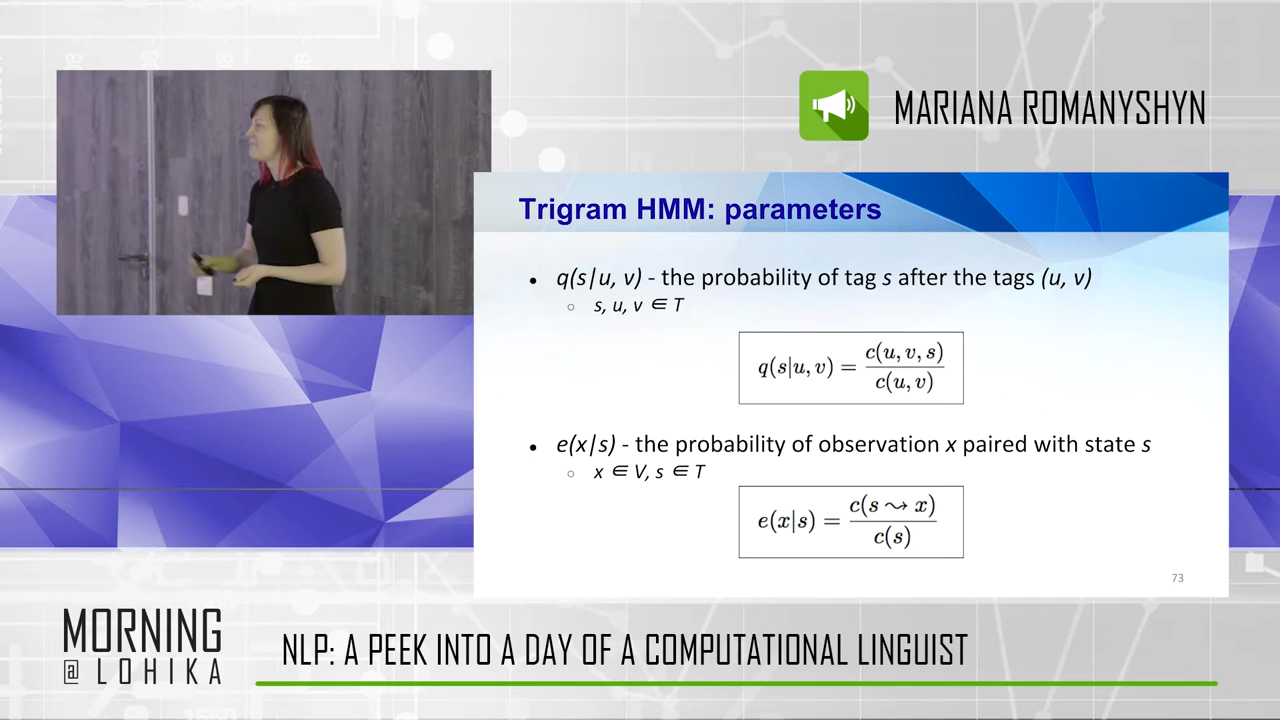 MARIANA ROMANYSHYN
Trigram HMM: parameters
● q(s|u, v) - the probability of tag s after the tags (u, v)
○ s, u, v ∈ T
q(s|u, v) = c(u, v, s) / c(u, v)
● e(x|s) - the probability of observation x paired with state s
○ x ∈ V, s ∈ T
e(x|s) = c(s ⇝ x) / c(s)
73
MORNING
@ LOHIKA
NLP: A PEEK INTO A DAY OF A COMPUTATIONAL LINGUIST